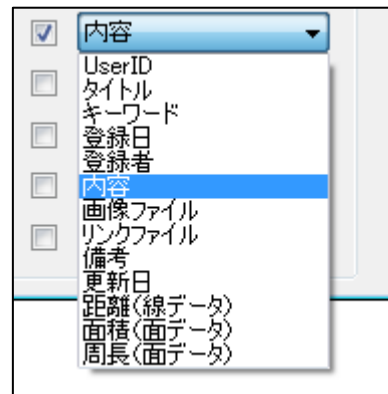 内容
UserID
タイトル
キーワード
登録日
登録者
内容
画像ファイル
リンクファイル
備考
更新日
距離(線データ)
面積(面データ)
周長(面データ)